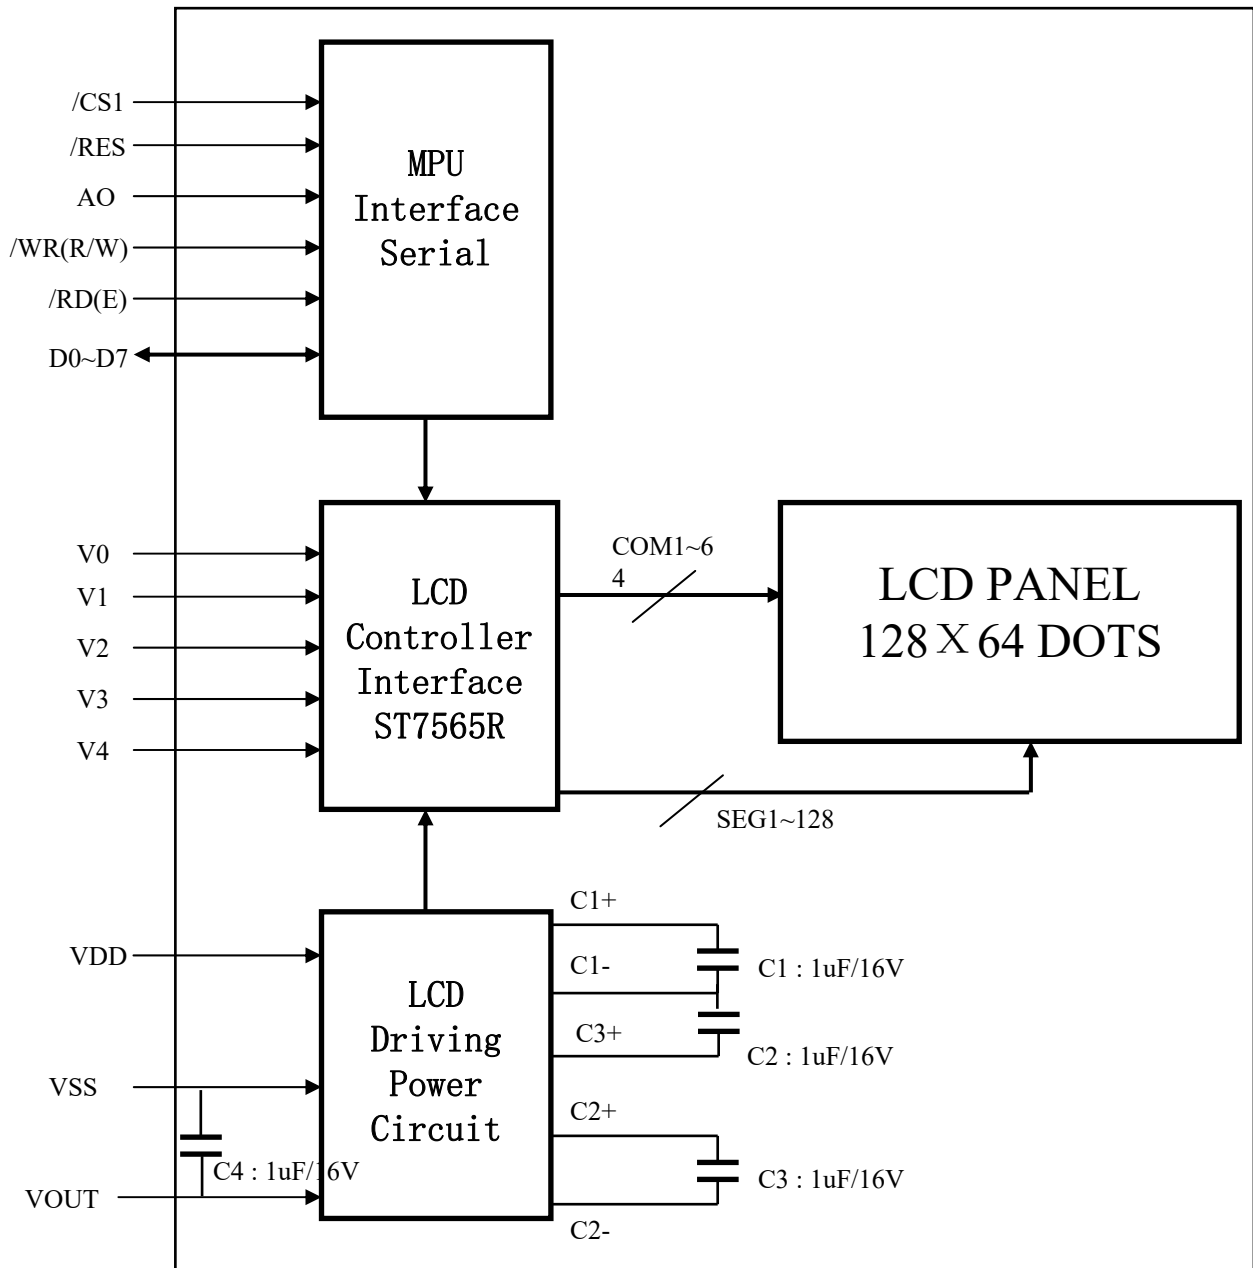 /CS1
/RES
AO
/WR(R/W)
/RD(E)
D0~D7
MPU
Interface
Serial
V0
V1
V2
V3
V4
LCD
Controller
Interface
ST7565R
COM1~6
4
LCD PANEL
128X64 DOTS
SEG1~128
VDD
VSS
VOUT
C4 : 1uF/16V
LCD
Driving
Power
Circuit
C1+
C1-
C3+
C2+
C2-
C1 : 1uF/16V
C2 : 1uF/16V
C3 : 1uF/16V